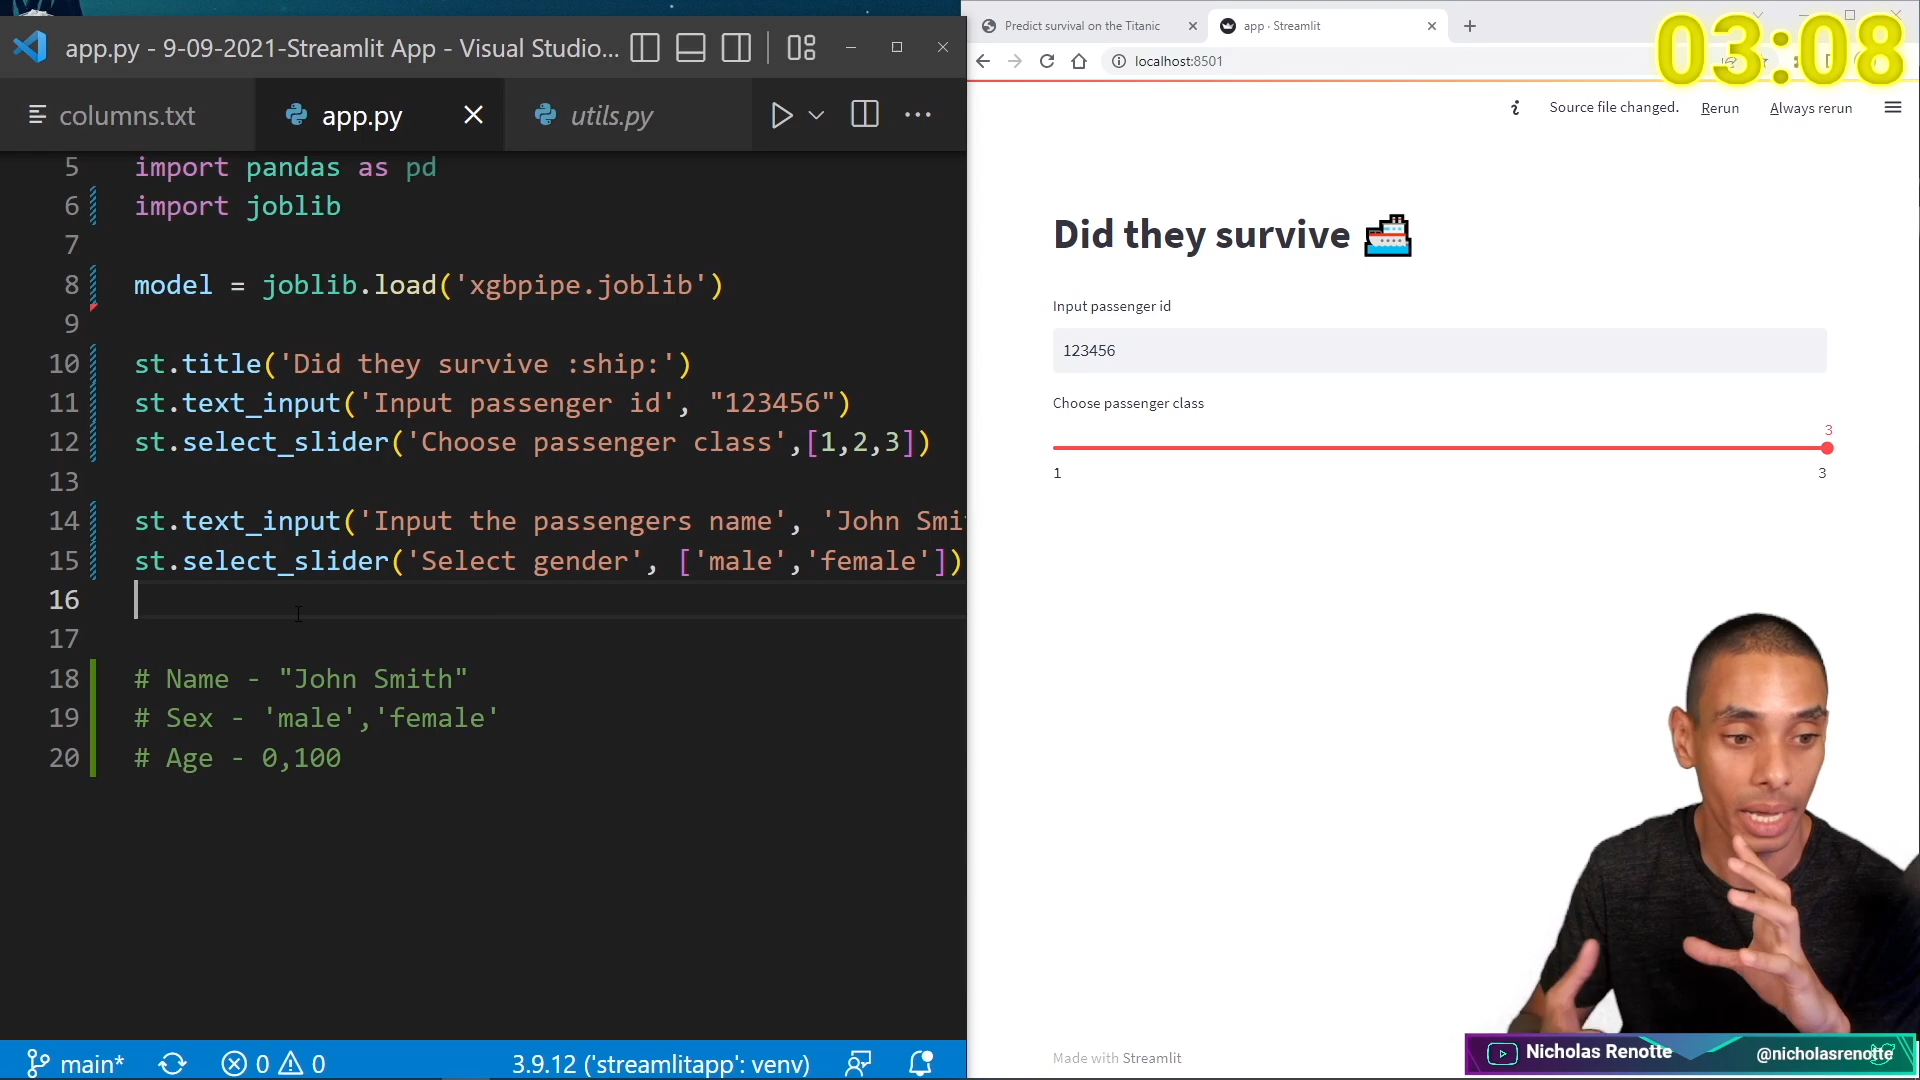 app.py - 9-09-2021-Streamlit App - Visual Studio...
columns.txt
app.py
utils.py
5 import pandas as pd
6 import joblib
7
8 model = joblib.load('xgbpipe.joblib')
9
10 st.title('Did they survive :ship:')
11 st.text_input('Input passenger id', "123456")
12 st.select_slider('Choose passenger class',[1,2,3])
13
14 st.text_input('Input the passengers name', 'John Smi
15 st.select_slider('Select gender', ['male','female'])
16
17
18 # Name - "John Smith"
19 # Sex - 'male','female'
20 # Age - 0,100
main*
0 0
3.9.12 ('streamlitapp': venv)
Predict survival on the Titanic
app · Streamlit
03:08
localhost:8501
Source file changed. Rerun Always rerun
Did they survive
Input passenger id
123456
Choose passenger class
3
1 3
Made with Streamlit
Nicholas Renotte
@nicholasrenotte